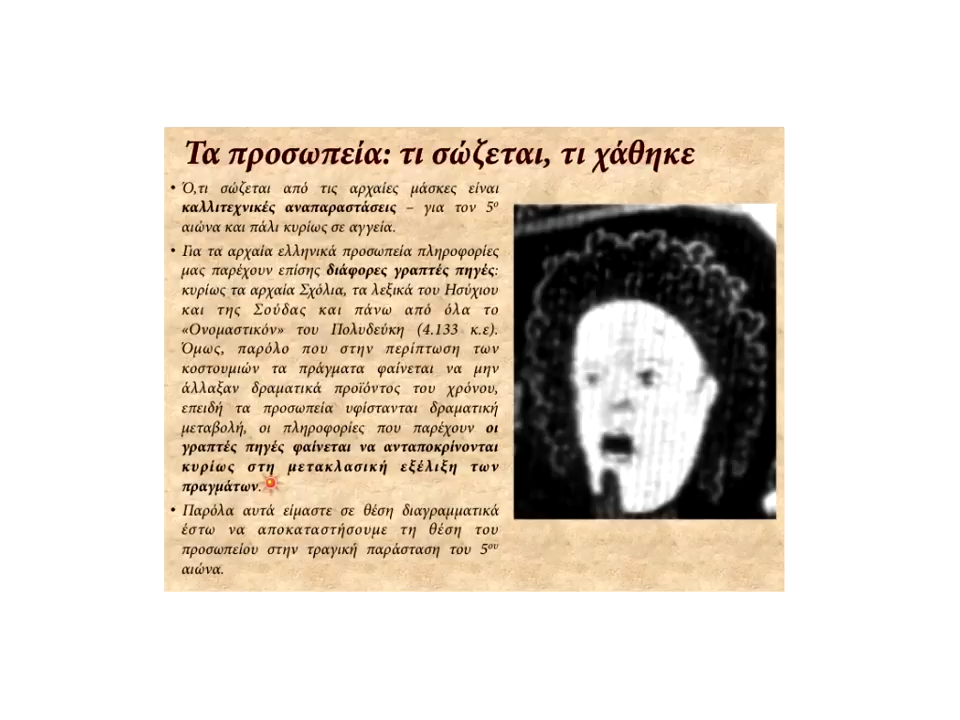 Τα προσωπεία: τι σώζεται, τι χάθηκε
• Ό,τι σώζεται από τις αρχαίες μάσκες είναι
καλλιτεχνικές αναπαραστάσεις – για τον 5ο
αιώνα και πάλι κυρίως σε αγγεία.
• Για τα αρχαία ελληνικά προσωπεία πληροφορίες
μας παρέχουν επίσης διάφορες γραπτές πηγές:
κυρίως τα αρχαία Σχόλια, τα λεξικά του Ησύχιου
και της Σούδας και πάνω από όλα το
«Ονομαστικόν» του Πολυδεύκη (4.133 κ.ε).
Όμως, παρόλο που στην περίπτωση των
κοστουμιών τα πράγματα φαίνεται να μην
άλλαξαν δραματικά προϊόντος του χρόνου,
επειδή τα προσωπεία υφίστανται δραματική
μεταβολή, οι πληροφορίες που παρέχουν οι
γραπτές πηγές φαίνεται να ανταποκρίνονται
κυρίως στη μετακλασική εξέλιξη των
πραγμάτων.
• Παρόλα αυτά είμαστε σε θέση διαγραμματικά
έστω να αποκαταστήσουμε τη θέση του
προσωπείου στην τραγική παράσταση του 5ου
αιώνα.